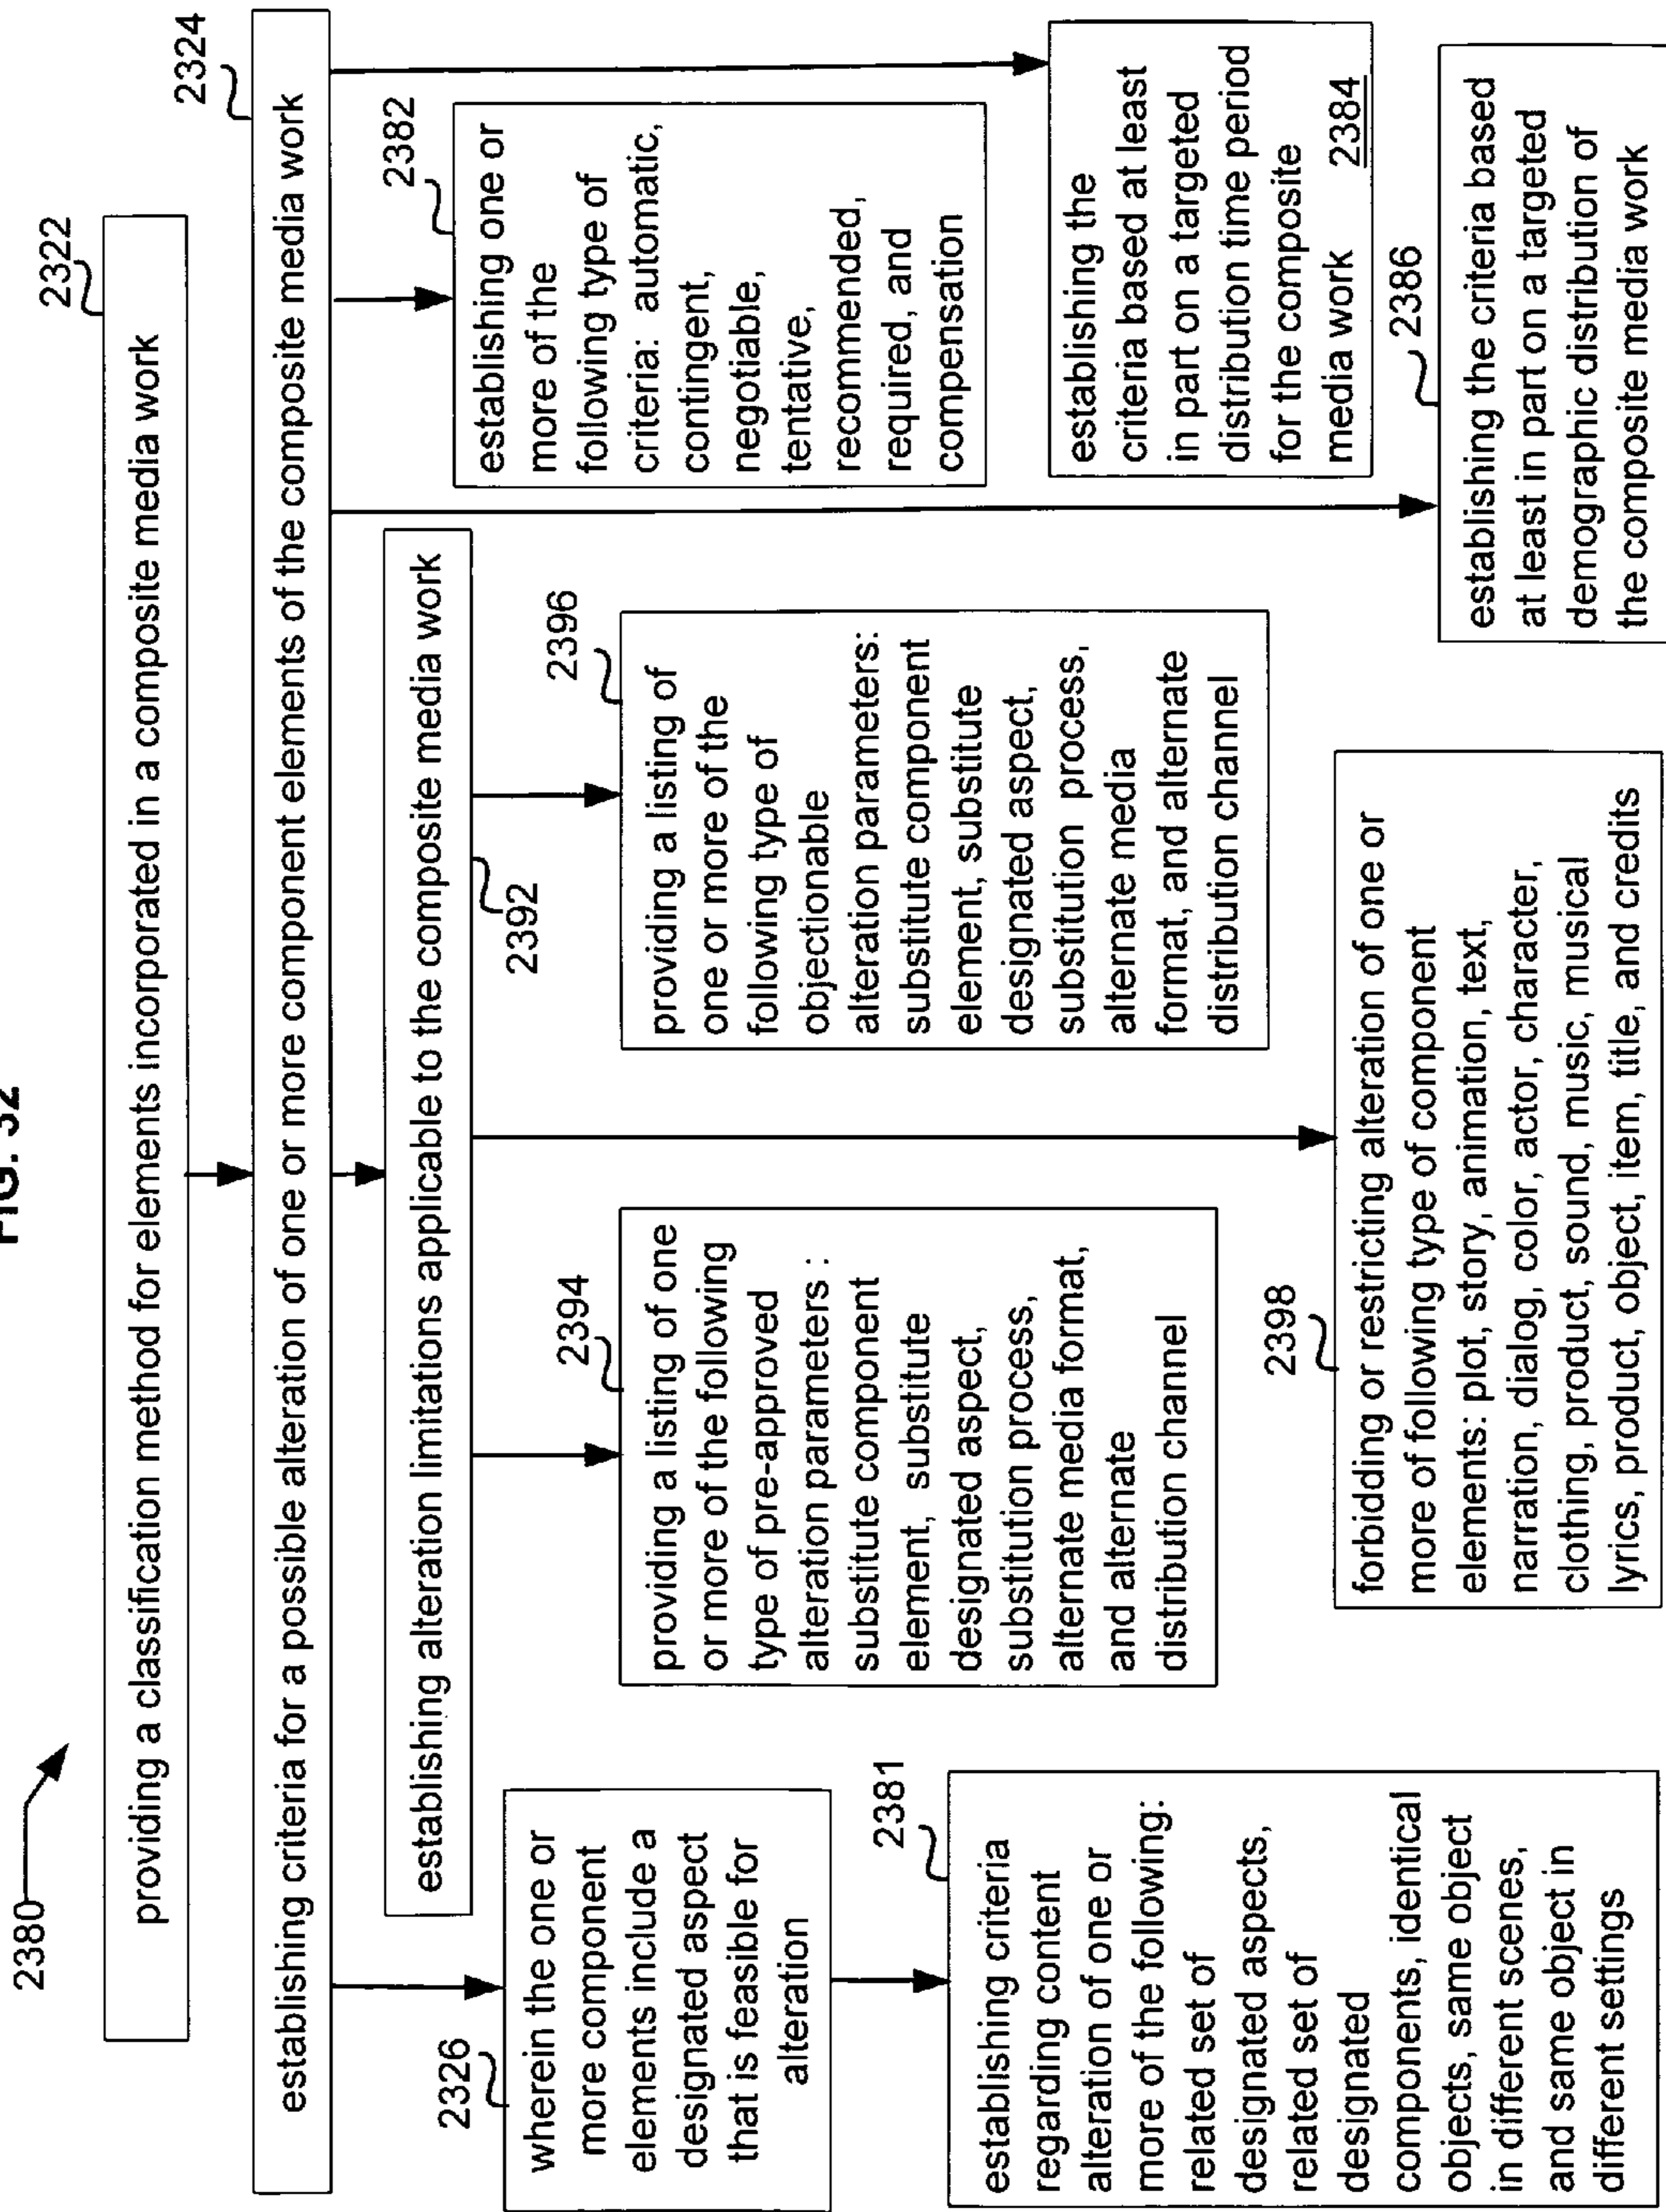 FIG. 32
2380
2322
providing a classification method for elements incorporated in a composite media work
2324
establishing criteria for a possible alteration of one or more component elements of the composite media work
establishing alteration limitations applicable to the composite media work
2392
2326
wherein the one or
more component
elements include a
designated aspect
that is feasible for
alteration
2381
establishing criteria
regarding content
alteration of one or
more of the following:
related set of
designated aspects,
related set of
designated
components, identical
objects, same object
in different scenes,
and same object in
different settings
2394
providing a listing of one
or more of the following
type of pre-approved
alteration parameters :
substitute component
element, substitute
designated aspect,
substitution process,
alternate media format,
and alternate
distribution channel
2396
providing a listing of
one or more of the
following type of
objectionable
alteration parameters:
substitute component
element, substitute
designated aspect,
substitution process,
alternate media
format, and alternate
distribution channel
2398
forbidding or restricting alteration of one or
more of following type of component
elements: plot, story, animation, text,
narration, dialog, color, actor, character,
clothing, product, sound, music, musical
lyrics, product, object, item, title, and credits
2382
establishing one or
more of the
following type of
criteria: automatic,
contingent,
negotiable,
tentative,
recommended,
required, and
compensation
establishing the
criteria based at least
in part on a targeted
distribution time period
for the composite
media work 2384
2386
establishing the criteria based
at least in part on a targeted
demographic distribution of
the composite media work